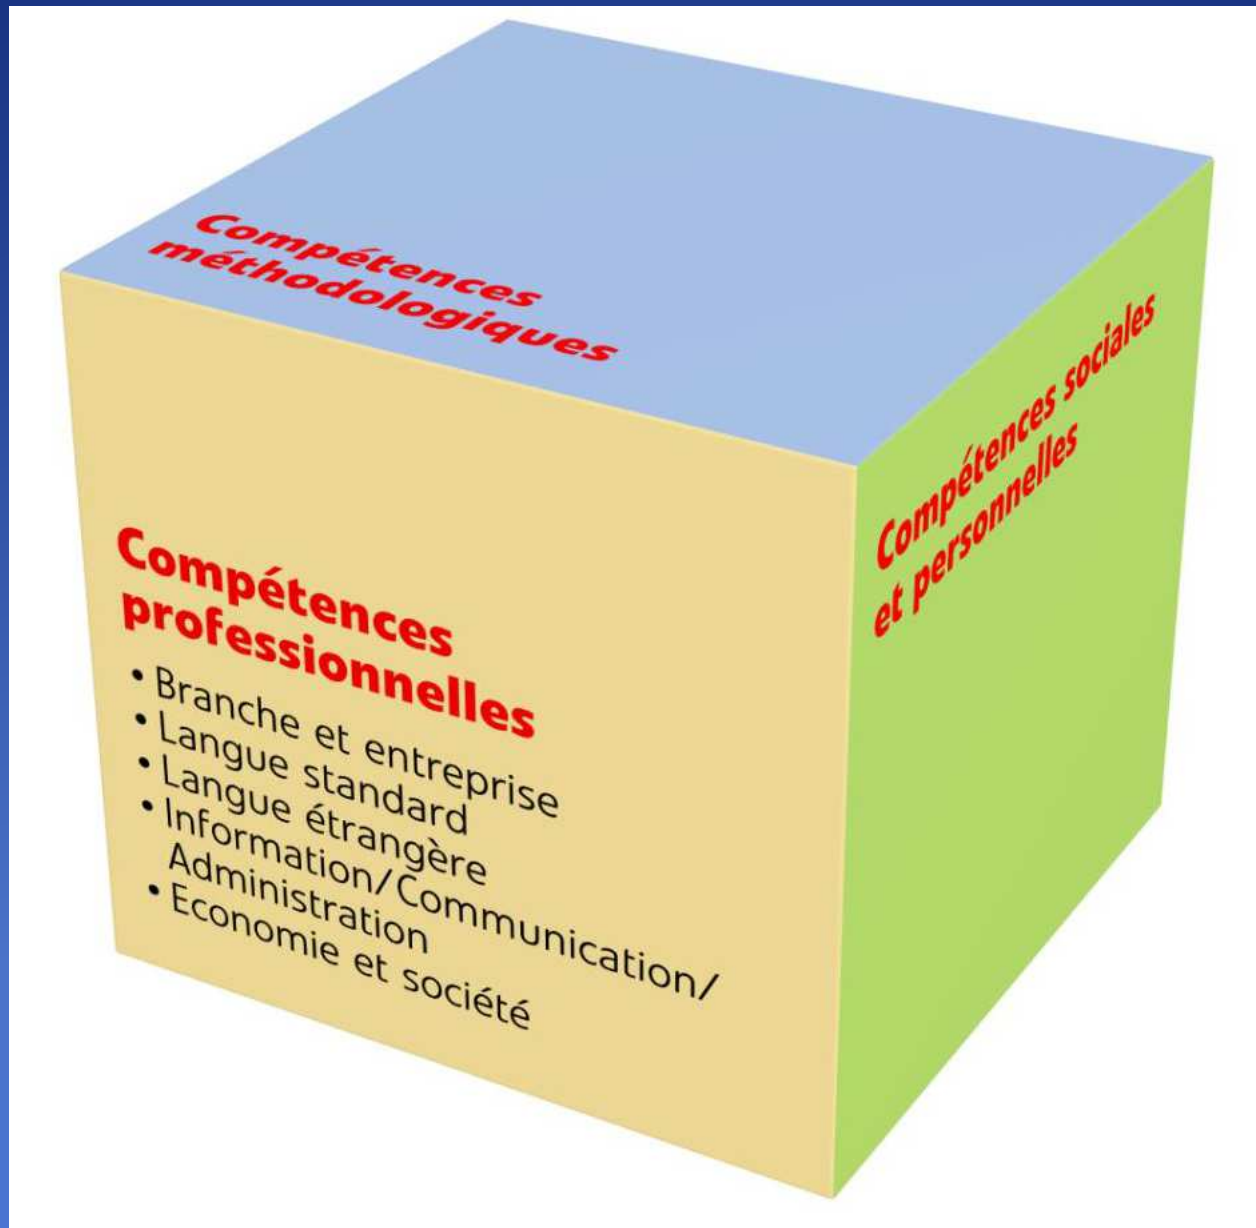 Compétences
méthodologiques
Compétences sociales
et personnelles
Compétences
professionnelles
• Branche et entreprise
• Langue standard
• Langue étrangère
• Information/Communication/
Administration
• Economie et société